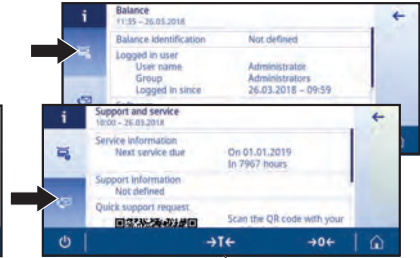 i
Balance
11:35 - 26.03.2018
Balance identification Not defined
Logged in user
User name Administrator
Group Administrators
Logged in since 26.03.2018 - 09:59
i
Support and service
10:00 - 26.03.2018
Service information
Next service due On 01.01.2019
In 7967 hours
Support information
Not defined
Quick support request
Scan the QR code with your
→T←
→0←